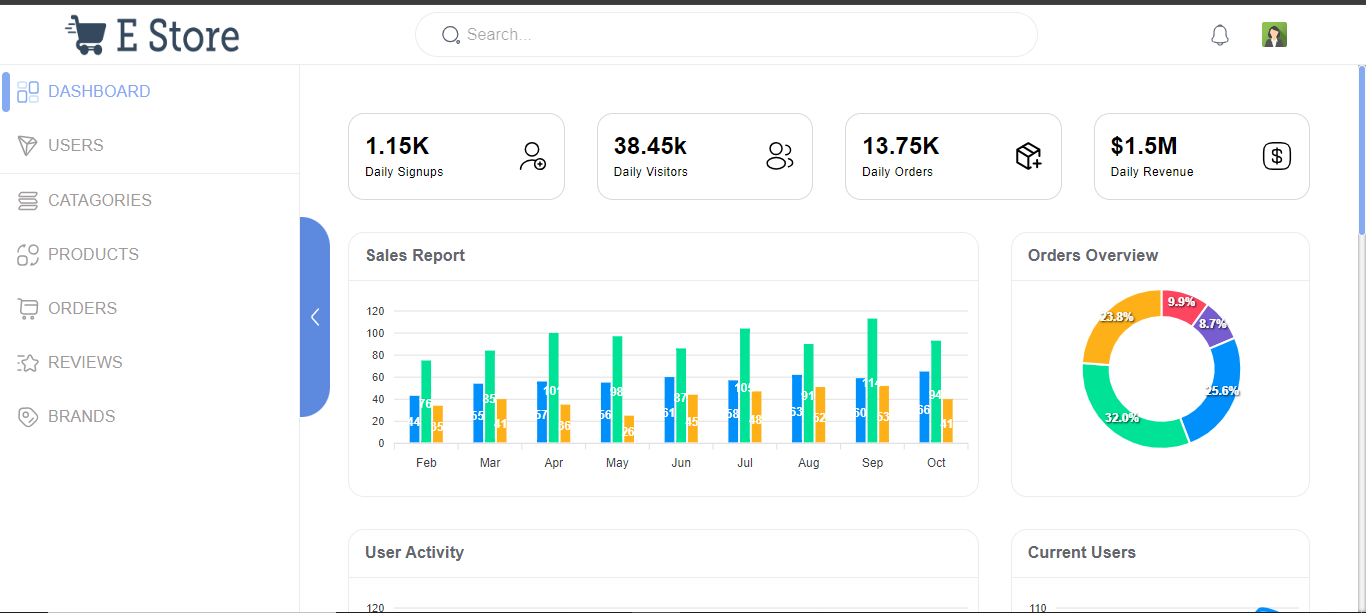 E Store
Search...
DASHBOARD
USERS
CATAGORIES
PRODUCTS
ORDERS
REVIEWS
BRANDS
1.15K
Daily Signups
38.45k
Daily Visitors
13.75K
Daily Orders
$1.5M
Daily Revenue
Sales Report
120
100
80
60
40
20
0
44 76 35
55 85 41
57 101 36
56 98 26
61 87 45
58 105 48
63 91 52
60 114 53
66 94 41
Feb Mar Apr May Jun Jul Aug Sep Oct
Orders Overview
9.9%
8.7%
23.8%
25.6%
32.0%
User Activity
120
Current Users
110